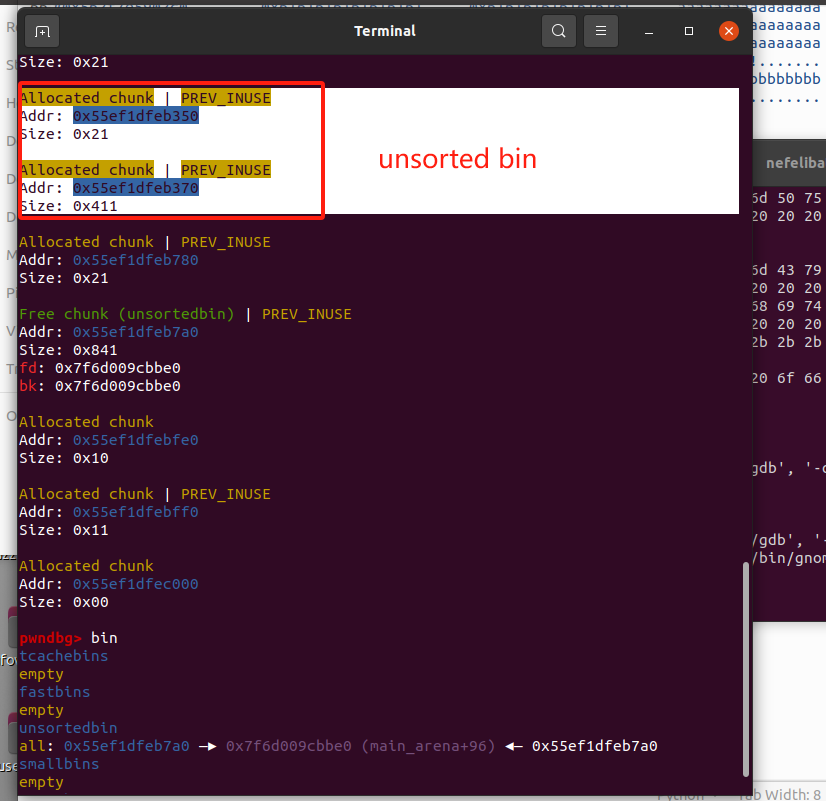 Terminal
Size: 0x21
Allocated chunk | PREV_INUSE
Addr: 0x55ef1dfeb350
Size: 0x21
unsorted bin
Allocated chunk | PREV_INUSE
Addr: 0x55ef1dfeb370
Size: 0x411
Allocated chunk | PREV_INUSE
Addr: 0x55ef1dfeb780
Size: 0x21
Free chunk (unsortedbin) | PREV_INUSE
Addr: 0x55ef1dfeb7a0
Size: 0x841
fd: 0x7f6d009cbbe0
bk: 0x7f6d009cbbe0
Allocated chunk
Addr: 0x55ef1dfebfe0
Size: 0x10
Allocated chunk | PREV_INUSE
Addr: 0x55ef1dfebff0
Size: 0x11
Allocated chunk
Addr: 0x55ef1dfec000
Size: 0x00
pwndbg> bin
tcachebins
empty
fastbins
empty
unsortedbin
all: 0x55ef1dfeb7a0 —▸ 0x7f6d009cbbe0 (main_arena+96) ◂— 0x55ef1dfeb7a0
smallbins
empty
nefeliba
6d 50 75
20 20 20
6d 43 79
20 20 20
68 69 74
20 20 20
2b 2b 2b
20 6f 66
gdb', '-c
/gdb', '-
/bin/gnom
Tab Width: 8